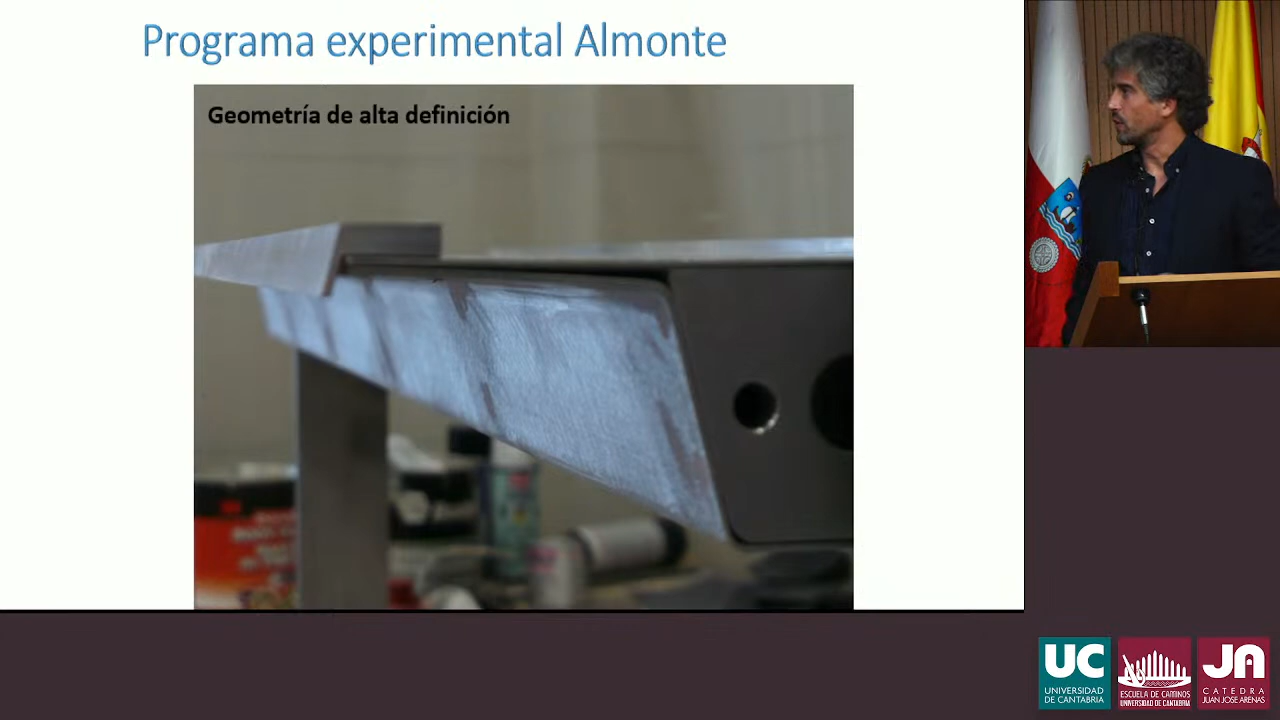 Programa experimental Almonte
Geometría de alta definición
UC
UNIVERSIDAD
DE CANTABRIA
ESCUELA DE CAMINOS
UNIVERSIDAD DE CANTABRIA
JA
CATEDRA
JUAN JOSE ARENAS